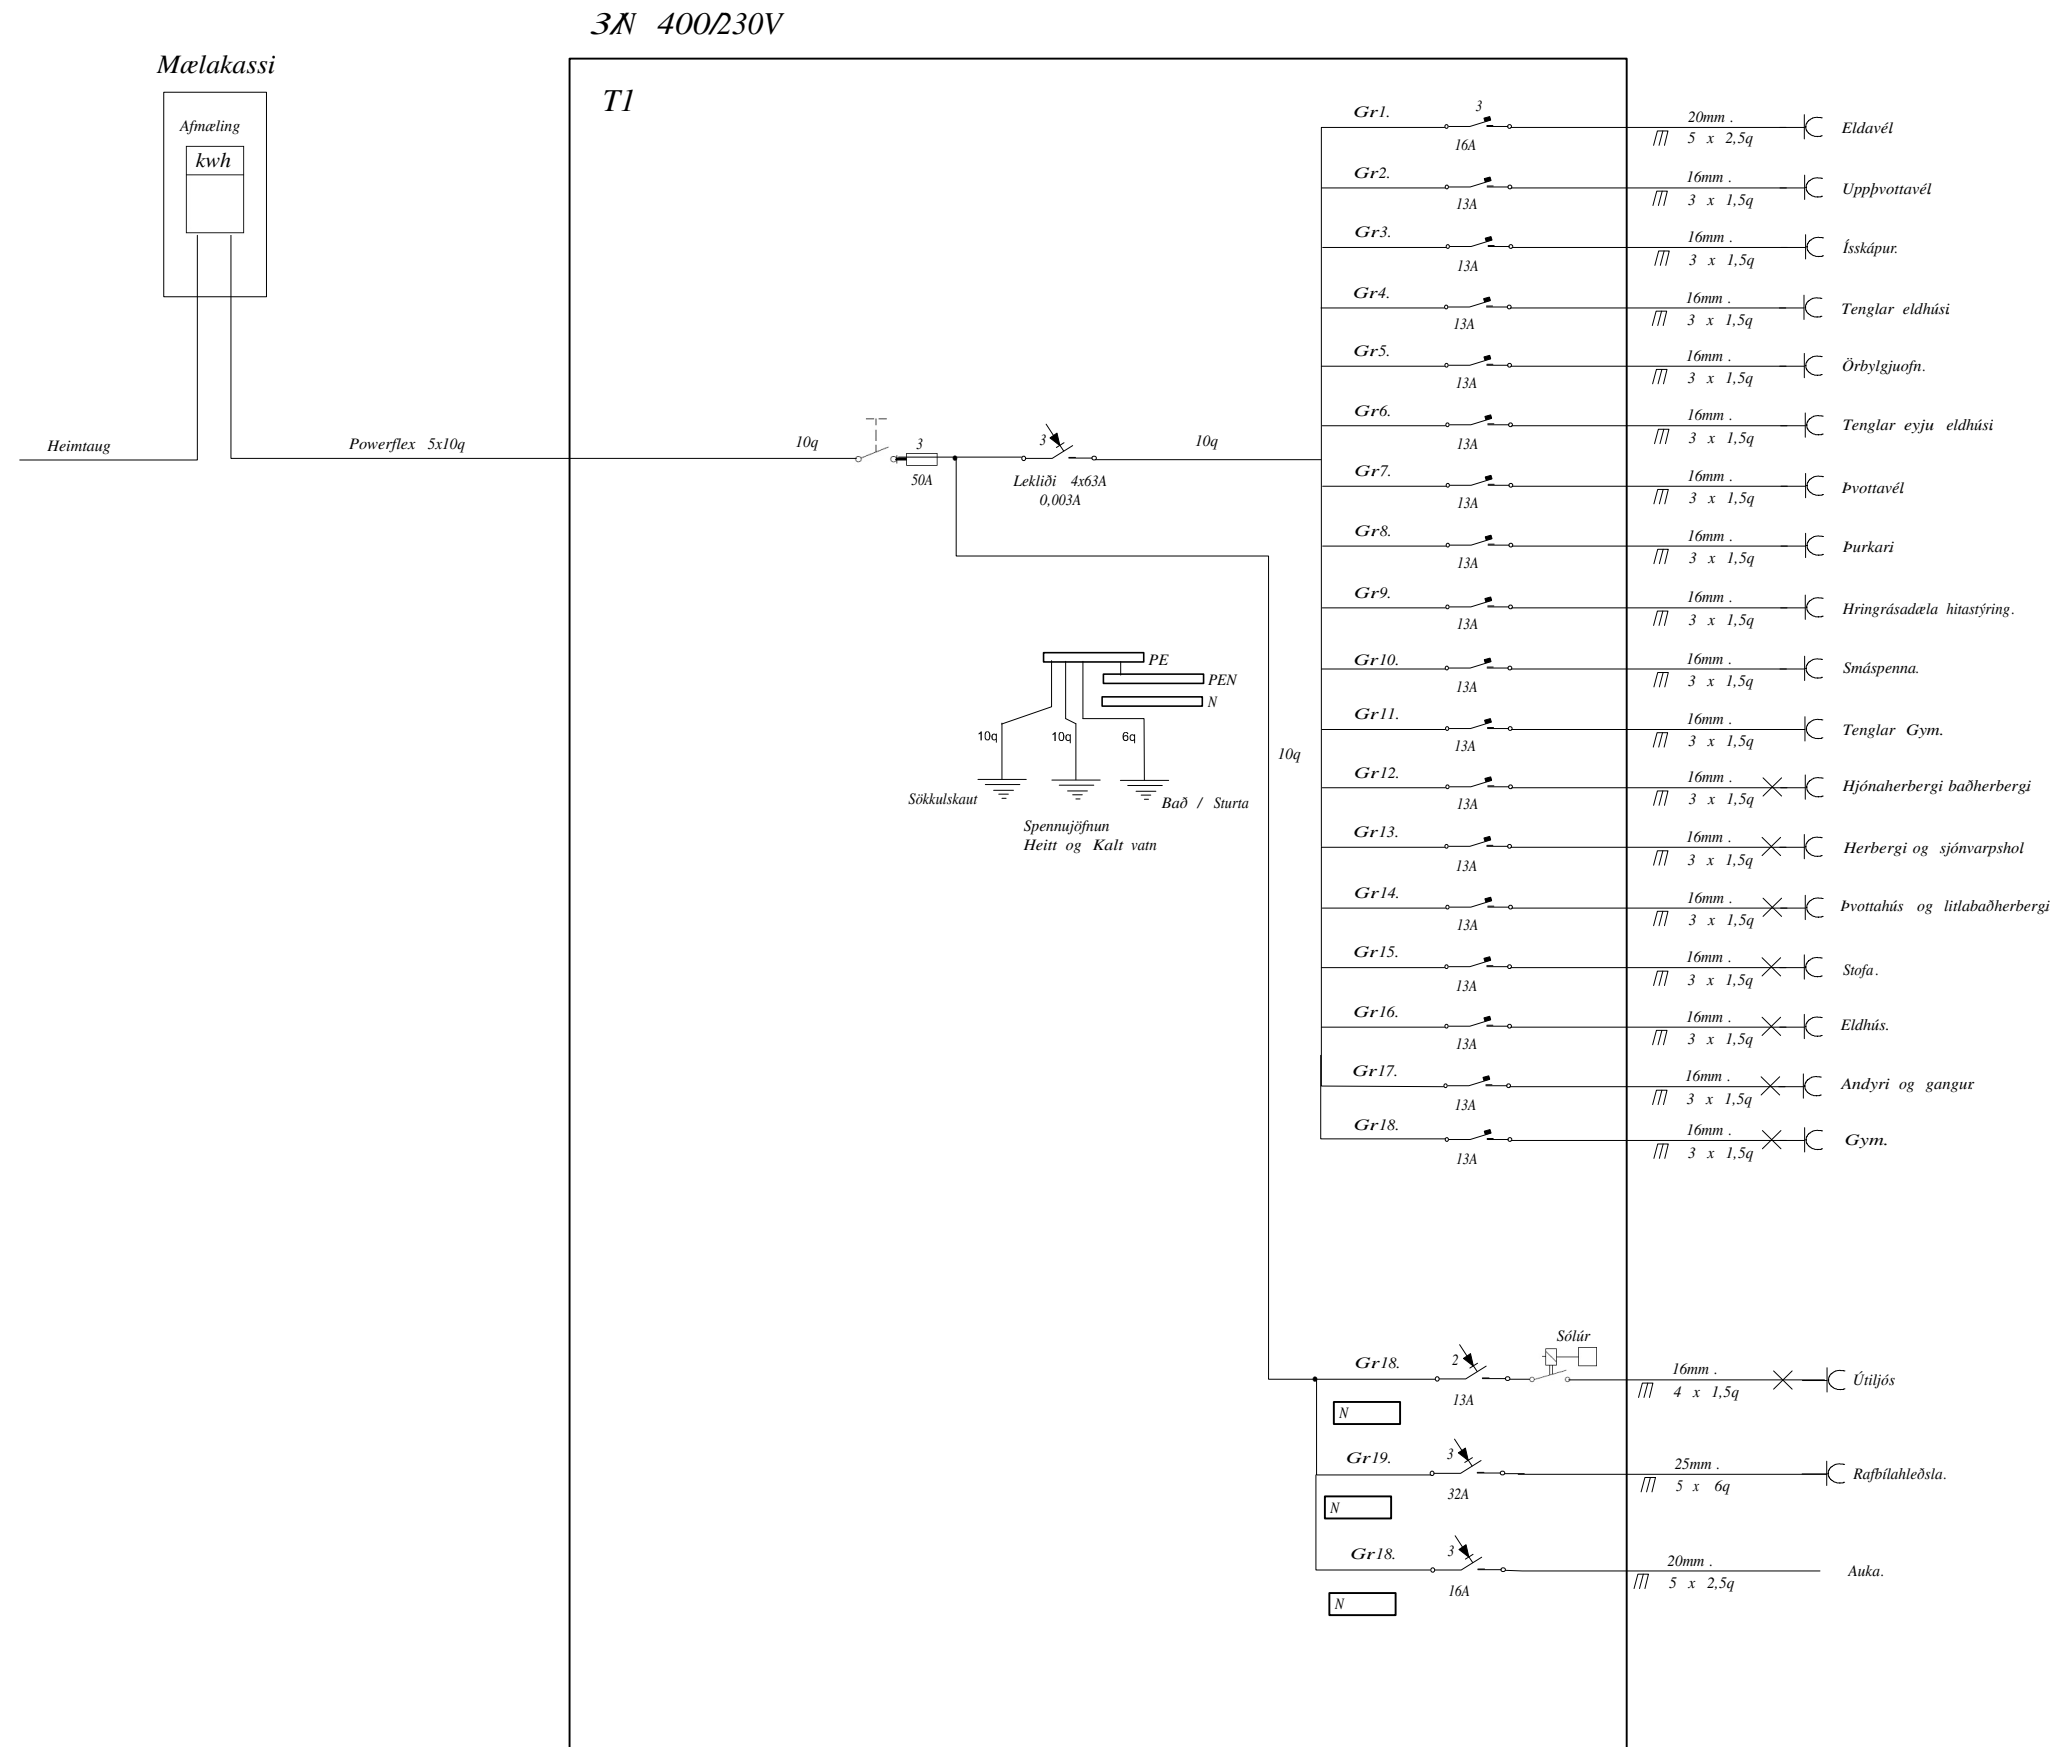 3/N 400/230V
Mælakassi
Afmæling
kwh
Heimtaug
Powerflex 5x10q
T1
10q
3
50A
3
Lekliði 4x63A
0,003A
10q
10q
PE
PEN
N
10q
10q
6q
Sökkulskaut
Bað / Sturta
Spennujöfnun
Heitt og Kalt vatn
Gr1. 3 16A 20mm . 5 x 2,5q Eldavél
Gr2. 13A 16mm . 3 x 1,5q Uppþvottavél
Gr3. 13A 16mm . 3 x 1,5q Ísskápur.
Gr4. 13A 16mm . 3 x 1,5q Tenglar eldhúsi
Gr5. 13A 16mm . 3 x 1,5q Örbylgjuofn.
Gr6. 13A 16mm . 3 x 1,5q Tenglar eyju eldhúsi
Gr7. 13A 16mm . 3 x 1,5q Þvottavél
Gr8. 13A 16mm . 3 x 1,5q Þurkari
Gr9. 13A 16mm . 3 x 1,5q Hringrásadæla hitastýring.
Gr10. 13A 16mm . 3 x 1,5q Smáspenna.
Gr11. 13A 16mm . 3 x 1,5q Tenglar Gym.
Gr12. 13A 16mm . 3 x 1,5q Hjónaherbergi baðherbergi
Gr13. 13A 16mm . 3 x 1,5q Herbergi og sjónvarpshol
Gr14. 13A 16mm . 3 x 1,5q Þvottahús og litlabaðherbergi
Gr15. 13A 16mm . 3 x 1,5q Stofa.
Gr16. 13A 16mm . 3 x 1,5q Eldhús.
Gr17. 13A 16mm . 3 x 1,5q Andyri og gangur
Gr18. 13A 16mm . 3 x 1,5q Gym.
Sólúr
Gr18. 2 13A 16mm . 4 x 1,5q Útiljós
N
Gr19. 3 32A 25mm . 5 x 6q Rafbílahleðsla.
N
Gr18. 3 16A 20mm . 5 x 2,5q Auka.
N